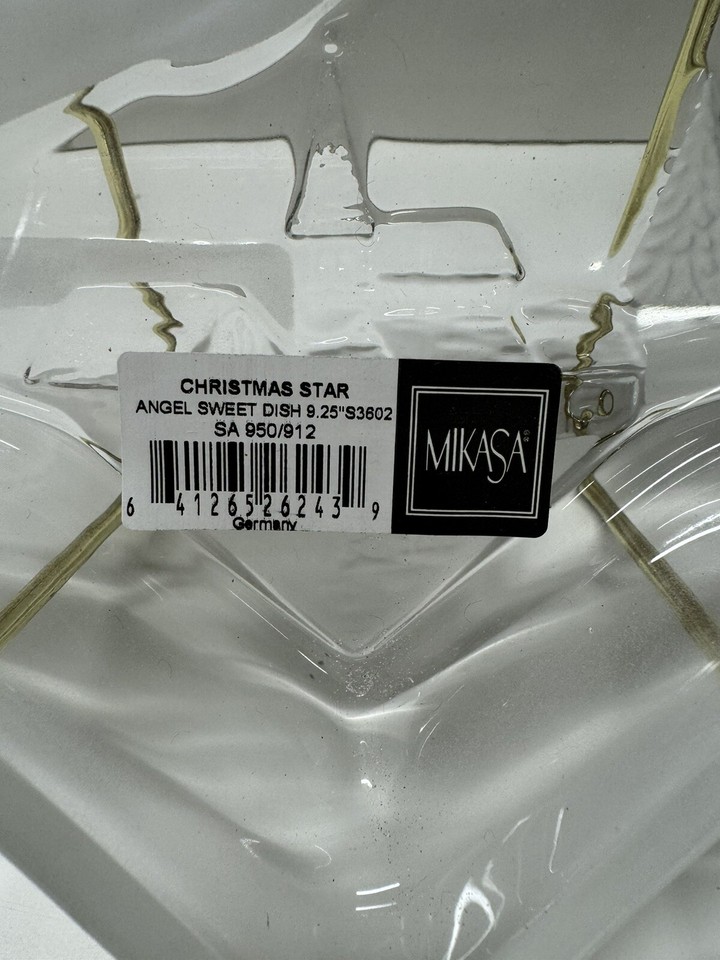 CHRISTMAS STAR
ANGEL SWEET DISH 9.25"S3602
SA 950/912
6 41265 26243 9
Germany
MIKASA